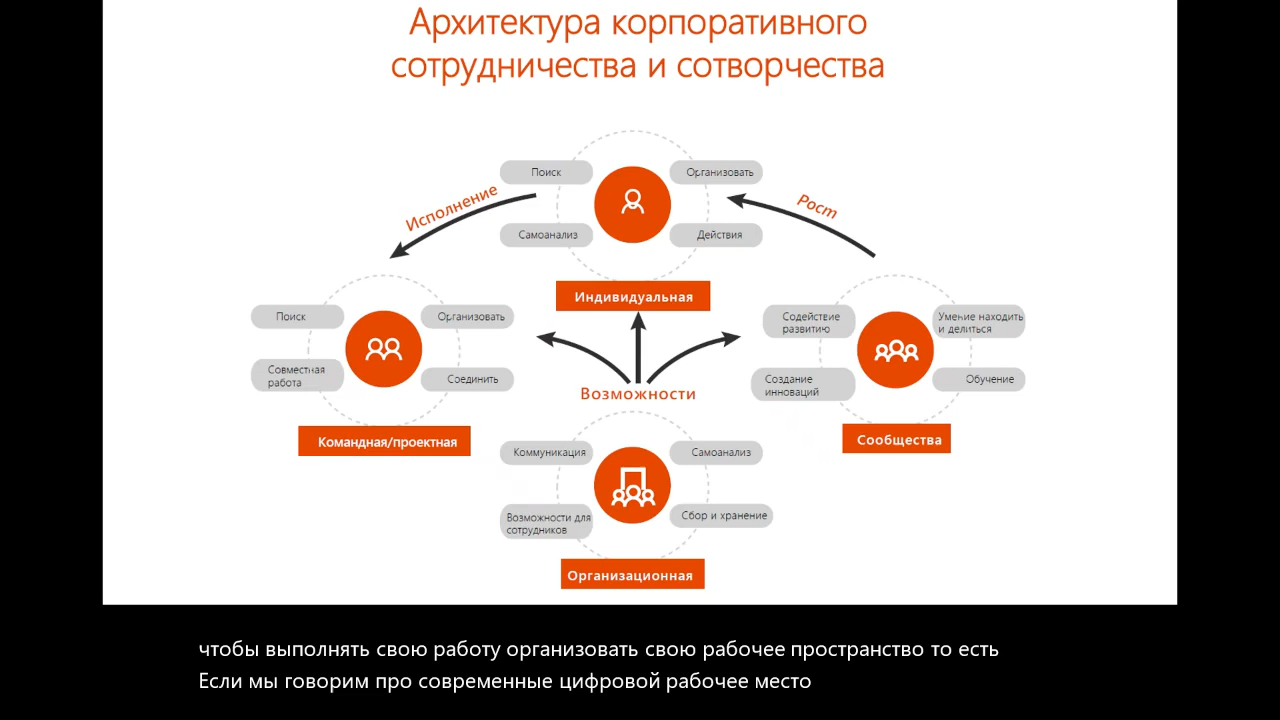 Архитектура корпоративного
сотрудничества и сотворчества
Поиск
Организовать
Исполнение
Рост
Самоанализ
Действия
Индивидуальная
Поиск
Организовать
Совместная
работа
Соединить
Командная/проектная
Содействие
развитию
Умение находить
и делиться
Создание
инноваций
Обучение
Сообщества
Возможности
Коммуникация
Самоанализ
Возможности для
сотрудников
Сбор и хранение
Организационная
чтобы выполнять свою работу организовать свою рабочее пространство то есть
Если мы говорим про современные цифровой рабочее место